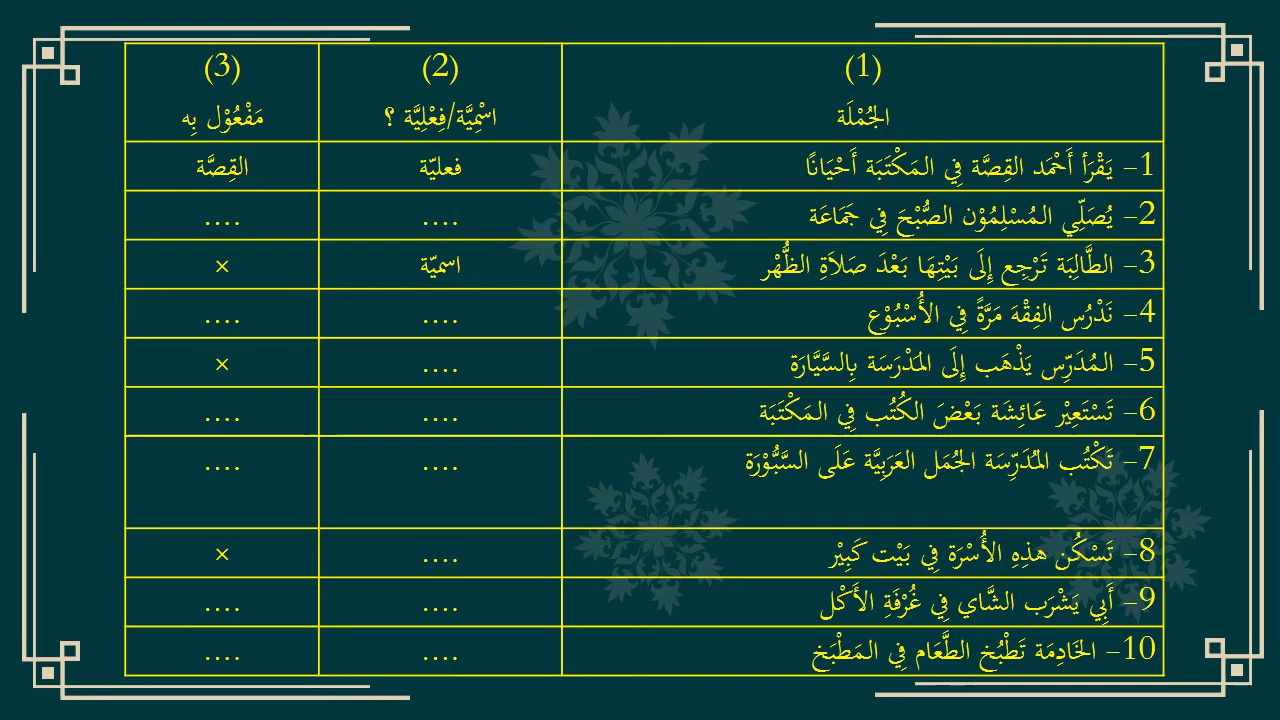 (1) (2) (3)
الجُمْلَة اسْمِيَّة/فِعْلِيَّة ؟ مَفْعُوْل بِه
1- يَقْرَأ أَحْمَد القِصَّة فِي المَكْتَبَة أَحْيَانًا فعليّة القِصَّة
2- يُصَلِّي المُسْلِمُوْن الصُّبْحَ فِي جَمَاعَة .... ....
3- الطَّالِبَة تَرْجِع إِلَى بَيْتِهَا بَعْدَ صَلاَةِ الظُّهْر اسميّة ×
4- نَدْرُس الفِقْهَ مَرَّةً فِي الأُسْبُوْع .... ....
5- المُدَرِّس يَذْهَب إِلَى المَدْرَسَة بِالسَّيَّارَة .... ×
6- تَسْتَعِيْر عَائِشَة بَعْضَ الكُتُب فِي المَكْتَبَة .... ....
7- تَكْتُب المُدَرِّسَة الجُمَل العَرَبِيَّة عَلَى السَّبُّوْرَة .... ....
8- تَسْكُن هذِهِ الأُسْرَة فِي بَيْت كَبِيْر .... ×
9- أَبِي يَشْرَب الشَّاي فِي غُرْفَةِ الأَكْل .... ....
10- الخَادِمَة تَطْبُخ الطَّعَام فِي المَطْبَخ .... ....